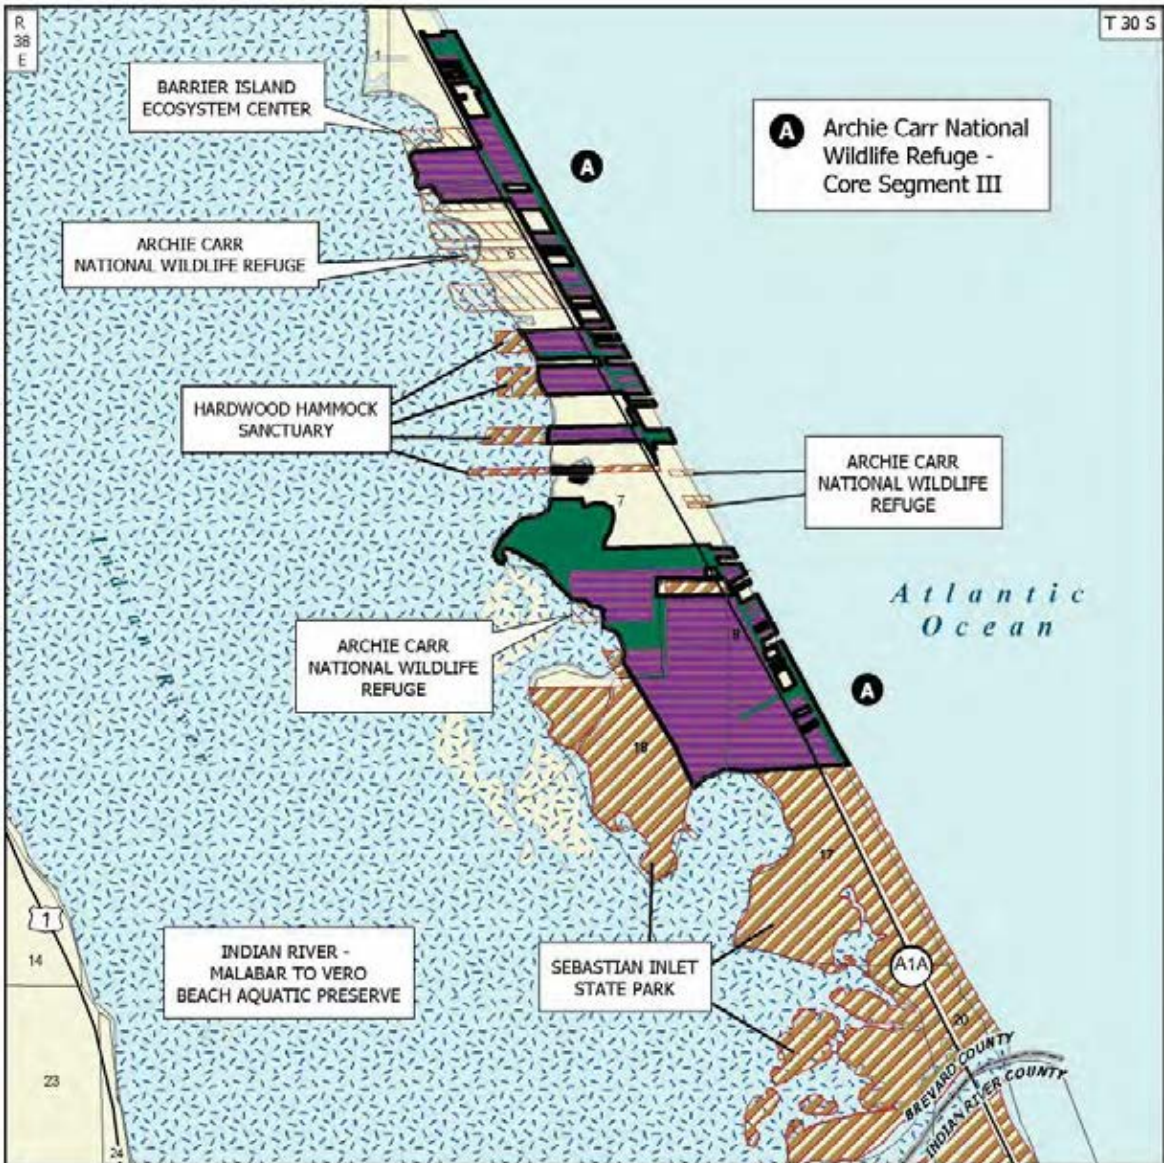 R
38
E
T 30 S
1
BARRIER ISLAND
ECOSYSTEM CENTER
A Archie Carr National
Wildlife Refuge -
Core Segment III
A
ARCHIE CARR
NATIONAL WILDLIFE REFUGE
6
HARDWOOD HAMMOCK
SANCTUARY
ARCHIE CARR
NATIONAL WILDLIFE
REFUGE
7
Indian River
Atlantic
Ocean
8
ARCHIE CARR
NATIONAL WILDLIFE
REFUGE
A
18
17
1
14
INDIAN RIVER -
MALABAR TO VERO
BEACH AQUATIC PRESERVE
SEBASTIAN INLET
STATE PARK
A1A
20
BREVARD COUNTY
INDIAN RIVER COUNTY
23
24